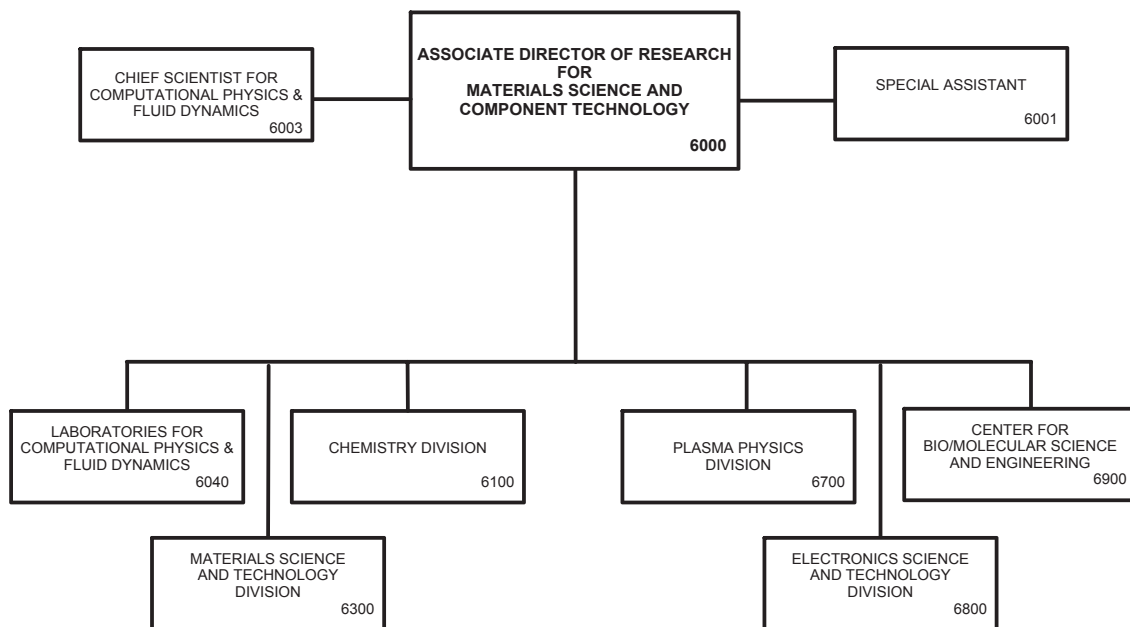 CHIEF SCIENTIST FOR
COMPUTATIONAL PHYSICS &
FLUID DYNAMICS
6003
ASSOCIATE DIRECTOR OF RESEARCH
FOR
MATERIALS SCIENCE AND
COMPONENT TECHNOLOGY
6000
SPECIAL ASSISTANT
6001
LABORATORIES FOR
COMPUTATIONAL PHYSICS &
FLUID DYNAMICS
6040
CHEMISTRY DIVISION
6100
PLASMA PHYSICS
DIVISION
6700
CENTER FOR
BIO/MOLECULAR SCIENCE
AND ENGINEERING
6900
MATERIALS SCIENCE
AND TECHNOLOGY
DIVISION
6300
ELECTRONICS SCIENCE
AND TECHNOLOGY
DIVISION
6800